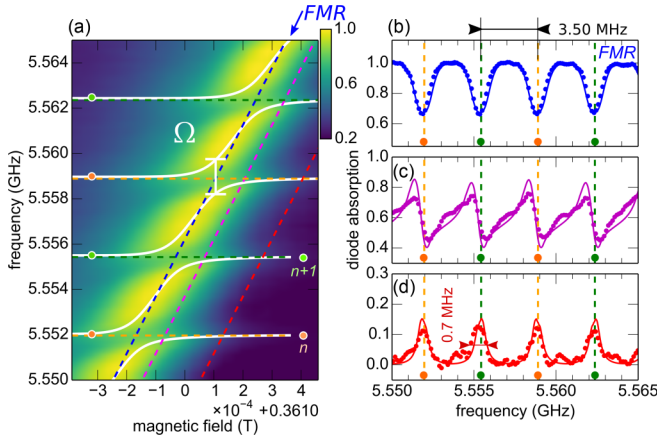 (a)
FMR
1.0
0.6
0.2
5.564
5.562
5.560
5.558
5.556
5.554
5.552
5.550
frequency (GHz)
Ω
n+1
n
−3 −2 −1 0 1 2 3 4
×10⁻⁴ +0.3610
magnetic field (T)
(b)
3.50 MHz
FMR
1.0
0.8
0.6
(c)
1.0
0.8
0.6
0.4
diode absorption
(d)
0.3
0.2
0.1
0.0
0.7 MHz
5.550 5.555 5.560 5.565
frequency (GHz)